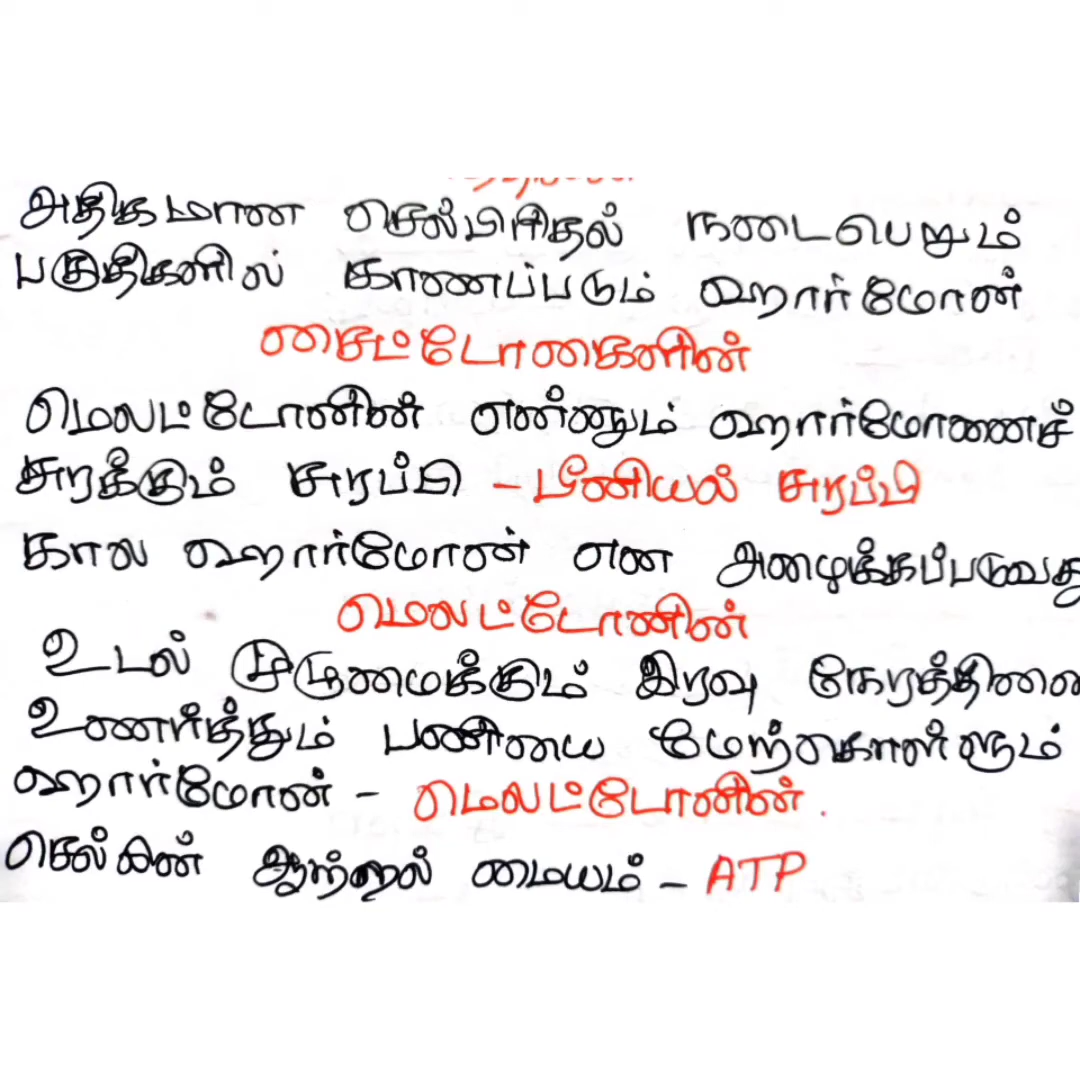 அதிகமான செல்பிரிதல் நடைபெறும்
பகுதிகளில் காணப்படும் ஹார்மோன்
சைட்டோகைனின்
மெலட்டோனின் என்னும் ஹார்மோனைச்
சுரக்கும் சுரப்பி - பீனியல் சுரப்பி
கால ஹார்மோன் என அழைக்கப்படுவது
மெலட்டோனின்
உடல் முழுமைக்கும் இரவு நேரத்தினை
உணர்த்தும் பணியை மேற்கொள்ளும்
ஹார்மோன் - மெலட்டோனின்.
செல்லின் ஆற்றல் மையம் - ATP